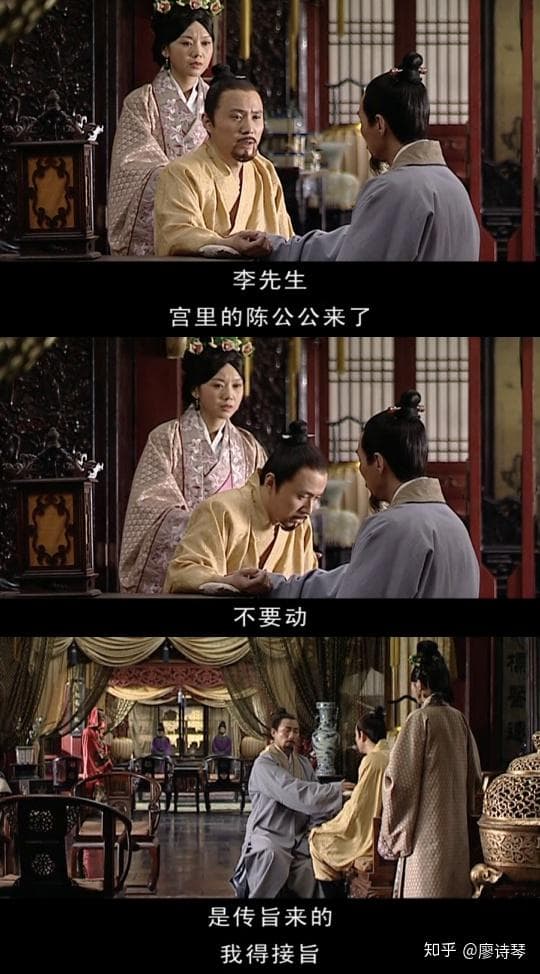 李先生
宫里的陈公公来了
不要动
是传旨来的
我得接旨
知乎 @廖诗琴